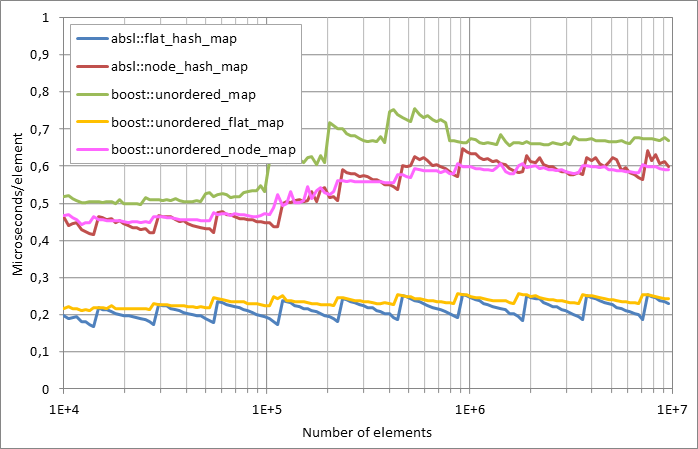 1
0,9
0,8
0,7
0,6
0,5
0,4
0,3
0,2
0,1
0
Microseconds/element
absl::flat_hash_map
absl::node_hash_map
boost::unordered_map
boost::unordered_flat_map
boost::unordered_node_map
1E+4 1E+5 1E+6 1E+7
Number of elements